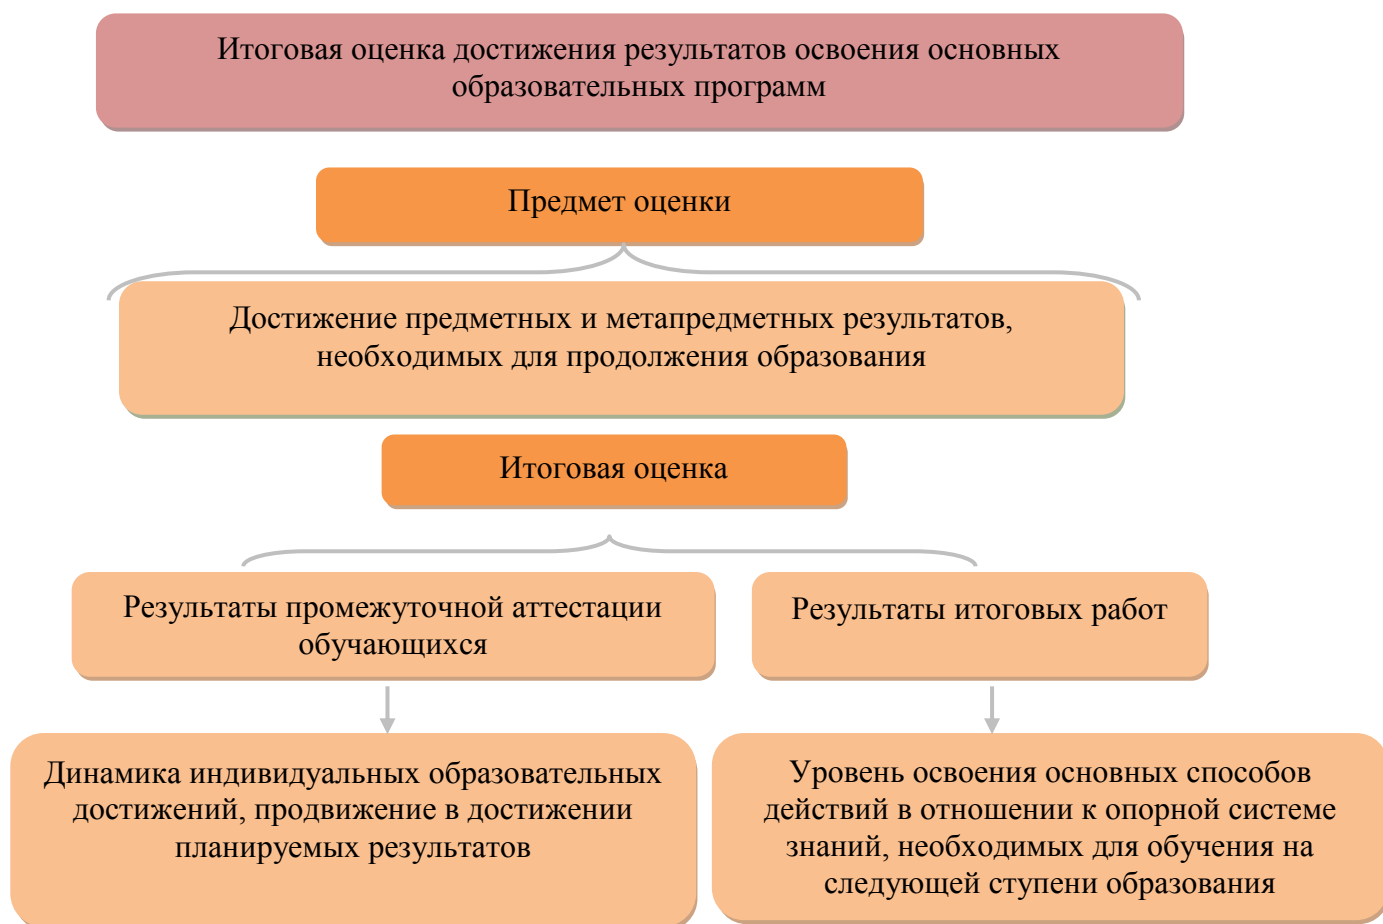 Итоговая оценка достижения результатов освоения основных
образовательных программ
Предмет оценки
Достижение предметных и метапредметных результатов,
необходимых для продолжения образования
Итоговая оценка
Результаты промежуточной аттестации
обучающихся
Результаты итоговых работ
Динамика индивидуальных образовательных
достижений, продвижение в достижении
планируемых результатов
Уровень освоения основных способов
действий в отношении к опорной системе
знаний, необходимых для обучения на
следующей ступени образования